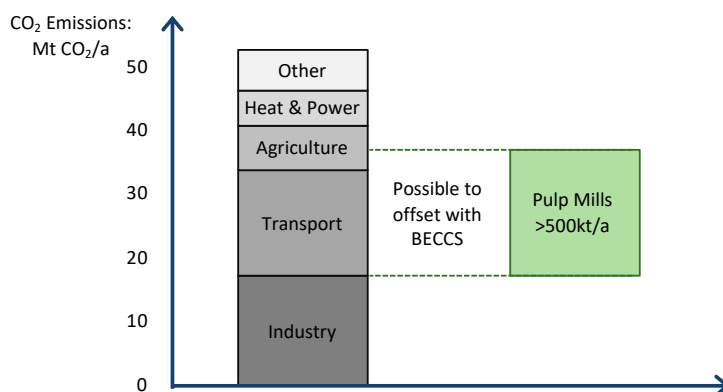 CO₂ Emissions:
Mt CO₂/a
50
40
30
20
10
0
Other
Heat & Power
Agriculture
Transport
Industry
Possible to
offset with
BECCS
Pulp Mills
>500kt/a